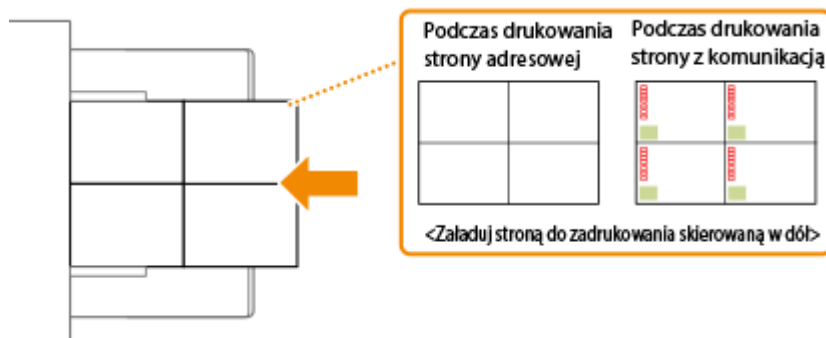 Podczas drukowania
strony adresowej
Podczas drukowania
strony z komunikacją
<Załaduj stroną do zadrukowania skierowaną w dół>